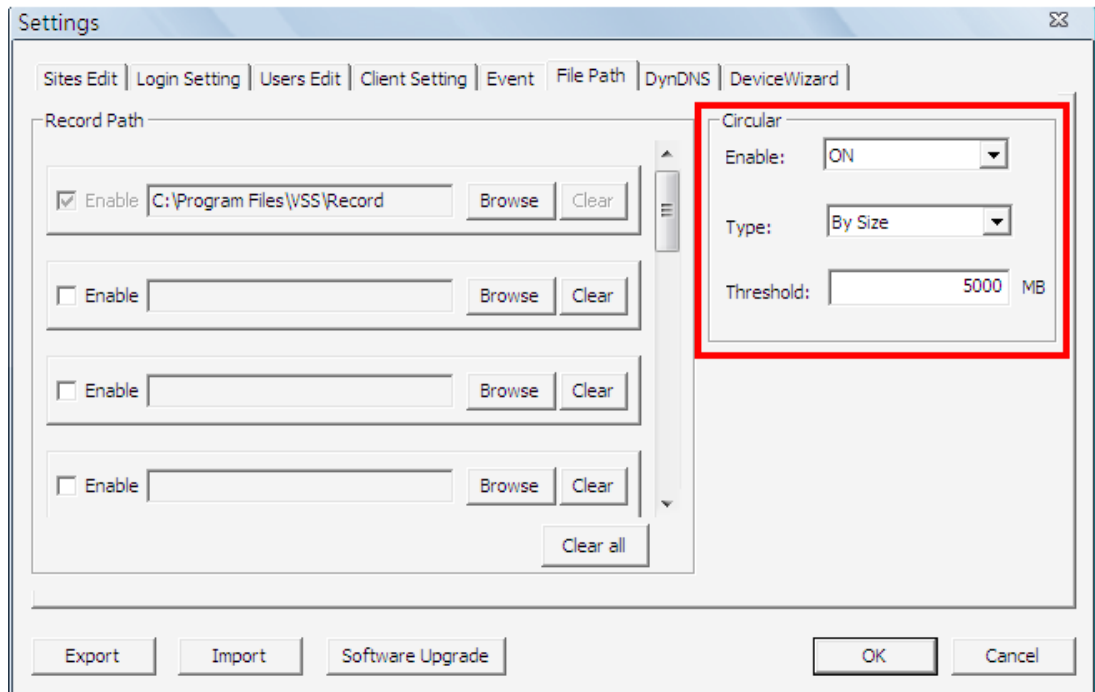 Settings
Sites Edit Login Setting Users Edit Client Setting Event File Path DynDNS DeviceWizard
Record Path
Enable C:\Program Files\VSS\Record Browse Clear
Enable Browse Clear
Enable Browse Clear
Enable Browse Clear
Clear all
Circular
Enable: ON
Type: By Size
Threshold: 5000 MB
Export Import Software Upgrade OK Cancel